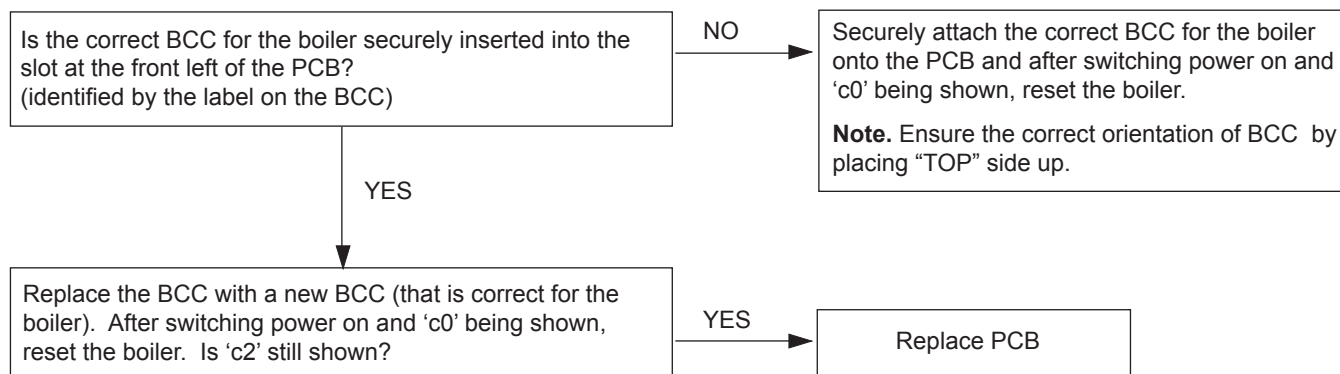 Is the correct BCC for the boiler securely inserted into the
slot at the front left of the PCB?
(identified by the label on the BCC)
NO
Securely attach the correct BCC for the boiler
onto the PCB and after switching power on and
‘c0’ being shown, reset the boiler.
Note. Ensure the correct orientation of BCC by
placing “TOP” side up.
YES
Replace the BCC with a new BCC (that is correct for the
boiler). After switching power on and ‘c0’ being shown,
reset the boiler. Is ‘c2’ still shown?
YES
Replace PCB